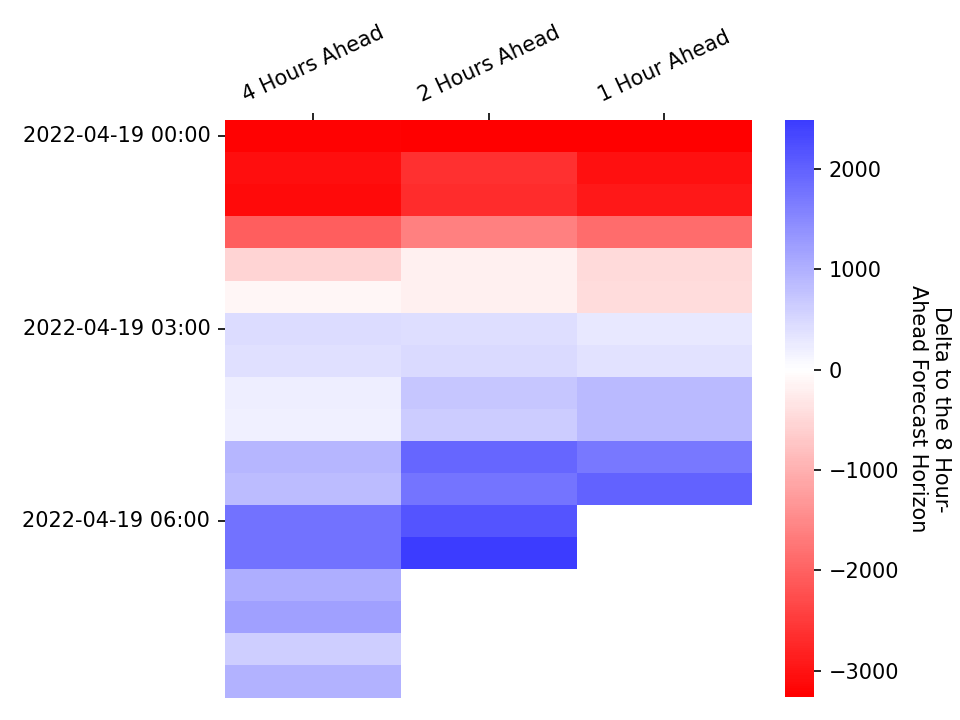 4 Hours Ahead
2 Hours Ahead
1 Hour Ahead
2022-04-19 00:00
2022-04-19 03:00
2022-04-19 06:00
2000
1000
0
−1000
−2000
−3000
Delta to the 8 Hour-
Ahead Forecast Horizon